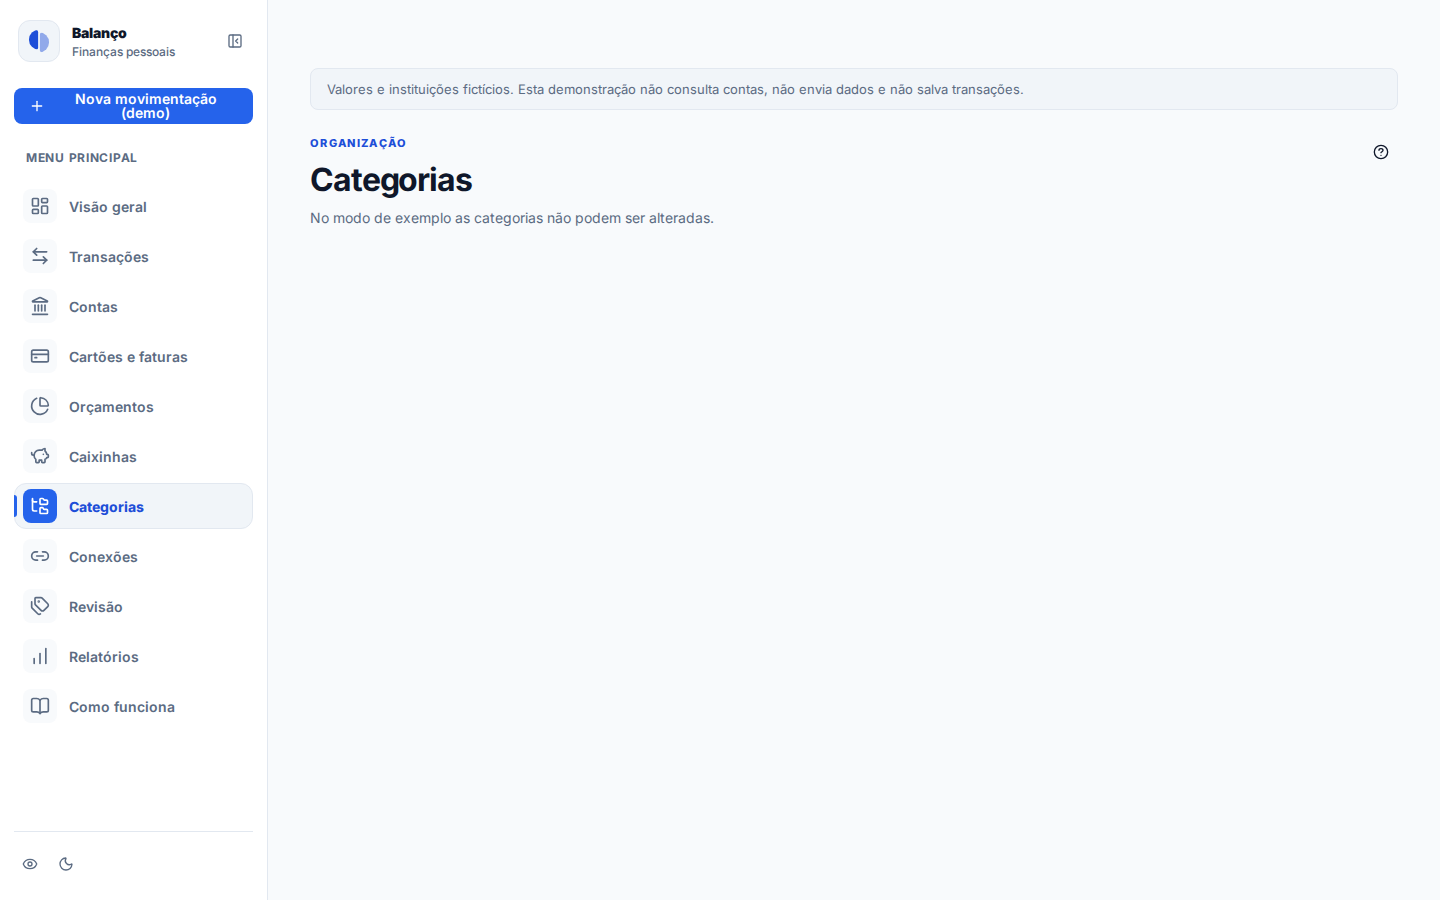 Balanço
Finanças pessoais
Nova movimentação
(demo)
MENU PRINCIPAL
Visão geral
Transações
Contas
Cartões e faturas
Orçamentos
Caixinhas
Categorias
Conexões
Revisão
Relatórios
Como funciona
Valores e instituições fictícios. Esta demonstração não consulta contas, não envia dados e não salva transações.
ORGANIZAÇÃO
Categorias
No modo de exemplo as categorias não podem ser alteradas.